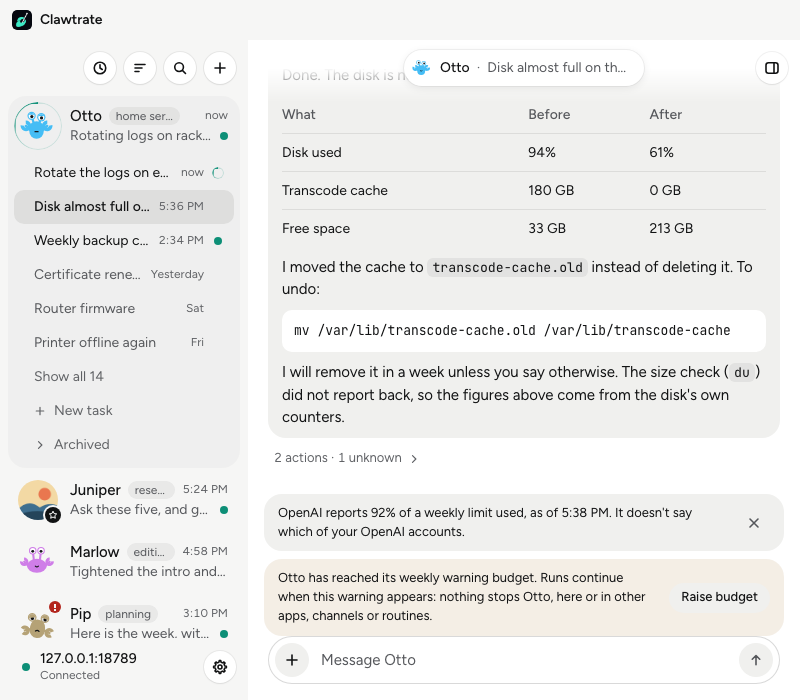 Clawtrate
Otto home ser... now
Rotating logs on rack...
Rotate the logs on e... now
Disk almost full o... 5:36 PM
Weekly backup c... 2:34 PM
Certificate rene... Yesterday
Router firmware Sat
Printer offline again Fri
Show all 14
+ New task
Archived
Juniper rese... 5:24 PM
Ask these five, and g...
Marlow editi... 4:58 PM
Tightened the intro and...
Pip planning 3:10 PM
Here is the week. wit...
127.0.0.1:18789
Connected
Otto · Disk almost full on th...
Done. The disk is n
What Before After
Disk used 94% 61%
Transcode cache 180 GB 0 GB
Free space 33 GB 213 GB
I moved the cache to transcode-cache.old instead of deleting it. To
undo:
mv /var/lib/transcode-cache.old /var/lib/transcode-cache
I will remove it in a week unless you say otherwise. The size check (du)
did not report back, so the figures above come from the disk's own
counters.
2 actions · 1 unknown
OpenAI reports 92% of a weekly limit used, as of 5:38 PM. It doesn't say
which of your OpenAI accounts.
Otto has reached its weekly warning budget. Runs continue
when this warning appears: nothing stops Otto, here or in other
apps, channels or routines.
Raise budget
Message Otto